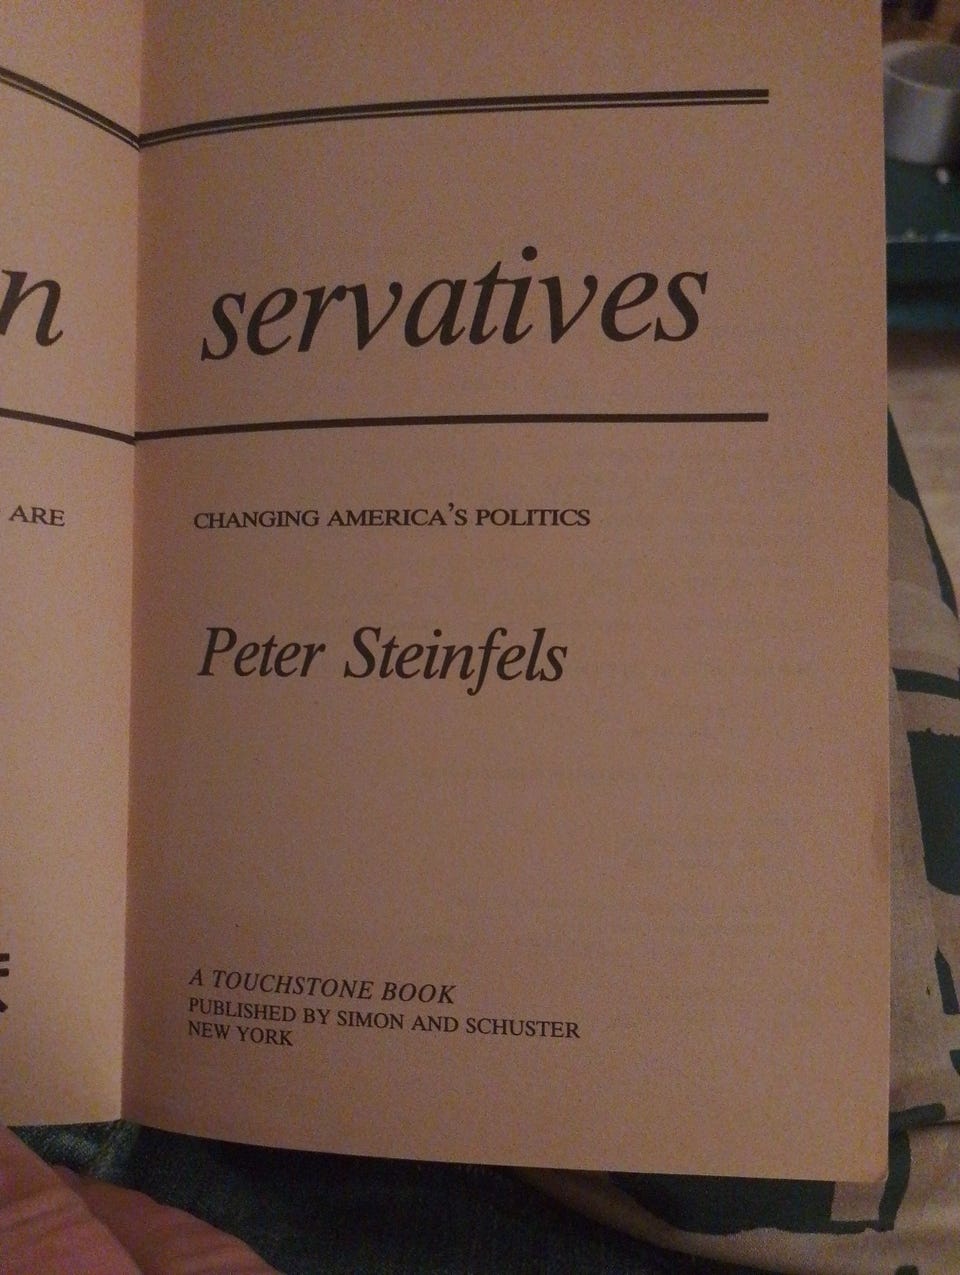 n servatives
ARE CHANGING AMERICA'S POLITICS
Peter Steinfels
A TOUCHSTONE BOOK
PUBLISHED BY SIMON AND SCHUSTER
NEW YORK